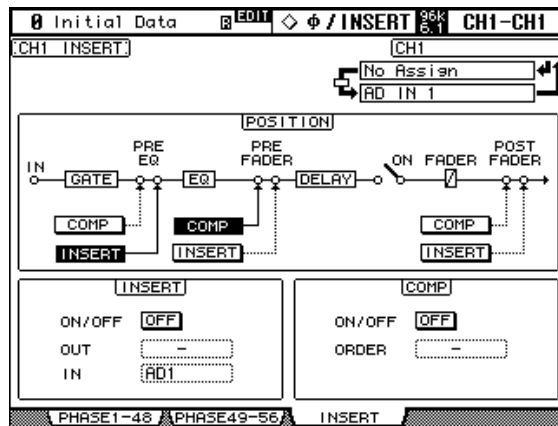 0 Initial Data EDIT ◇ φ/INSERT 96k 6.1 CH1-CH1
CH1 INSERT
CH1
No Assign
AD IN 1
POSITION
PRE EQ
PRE FADER
POST FADER
IN
GATE
EQ
DELAY
ON
FADER
COMP
COMP
COMP
INSERT
INSERT
INSERT
INSERT
ON/OFF OFF
OUT -
IN AD1
COMP
ON/OFF OFF
ORDER -
PHASE1-48
PHASE49-56
INSERT